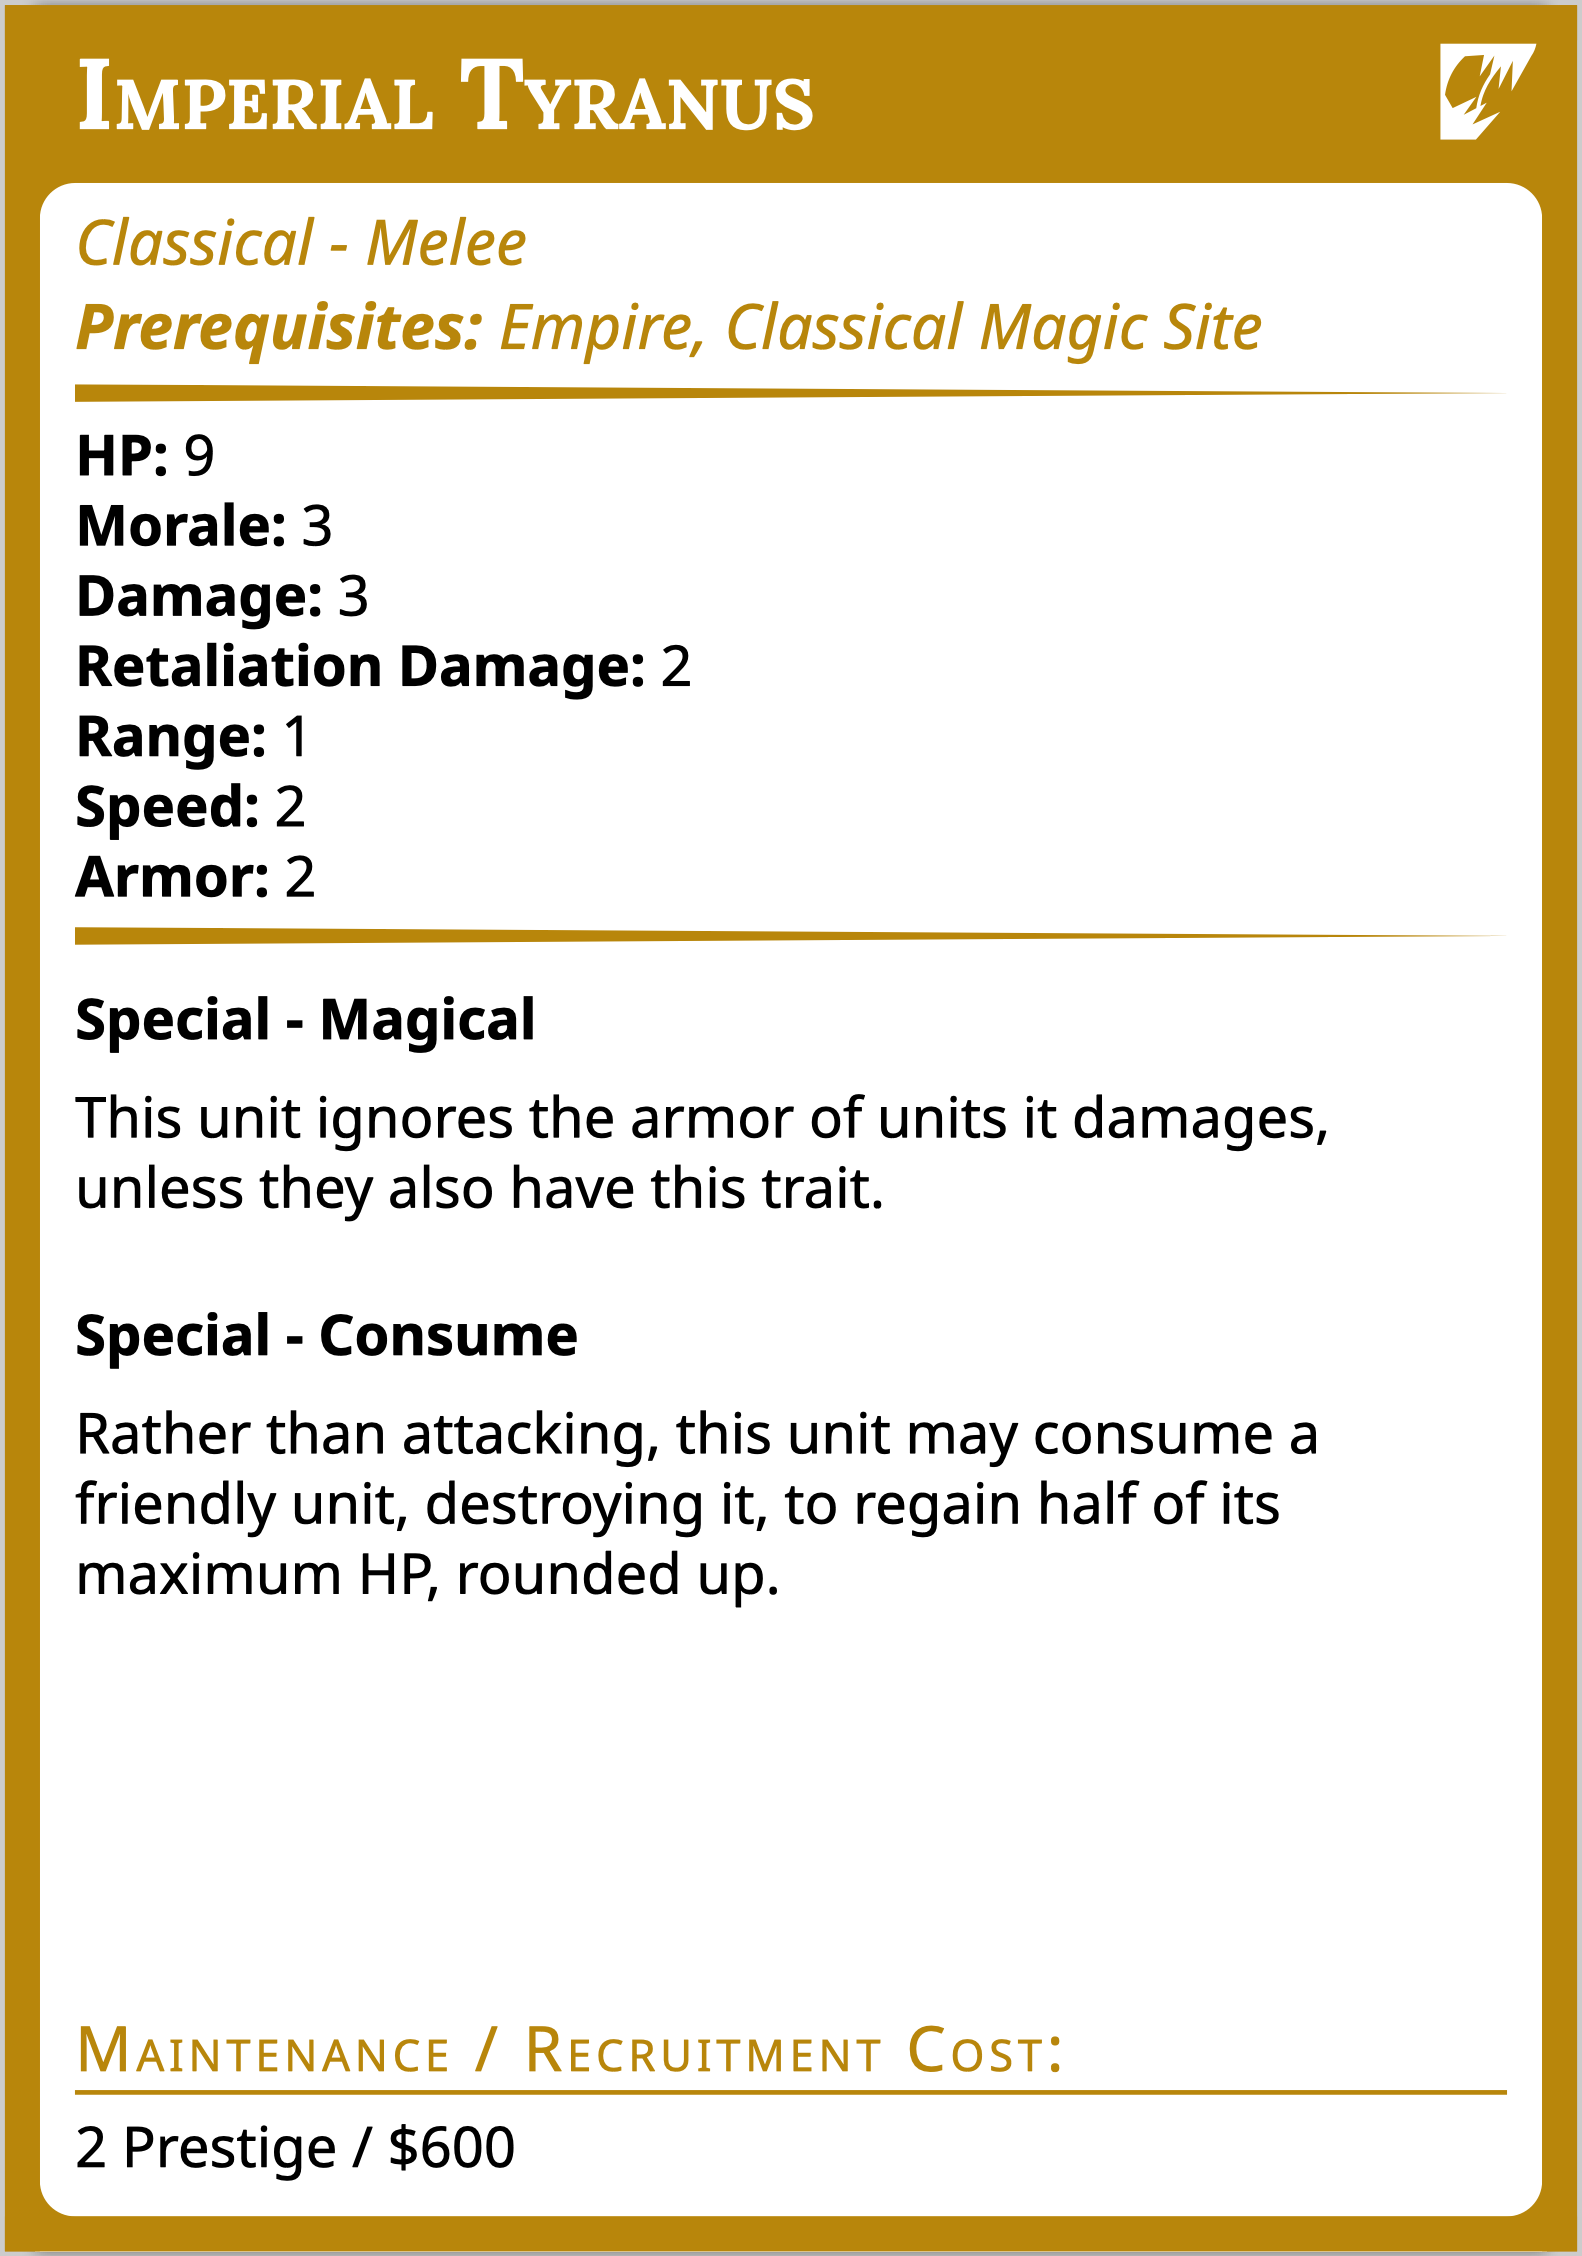 Imperial Tyranus
Classical - Melee
Prerequisites: Empire, Classical Magic Site
HP: 9
Morale: 3
Damage: 3
Retaliation Damage: 2
Range: 1
Speed: 2
Armor: 2
Special - Magical
This unit ignores the armor of units it damages,
unless they also have this trait.
Special - Consume
Rather than attacking, this unit may consume a
friendly unit, destroying it, to regain half of its
maximum HP, rounded up.
Maintenance / Recruitment Cost:
2 Prestige / $600